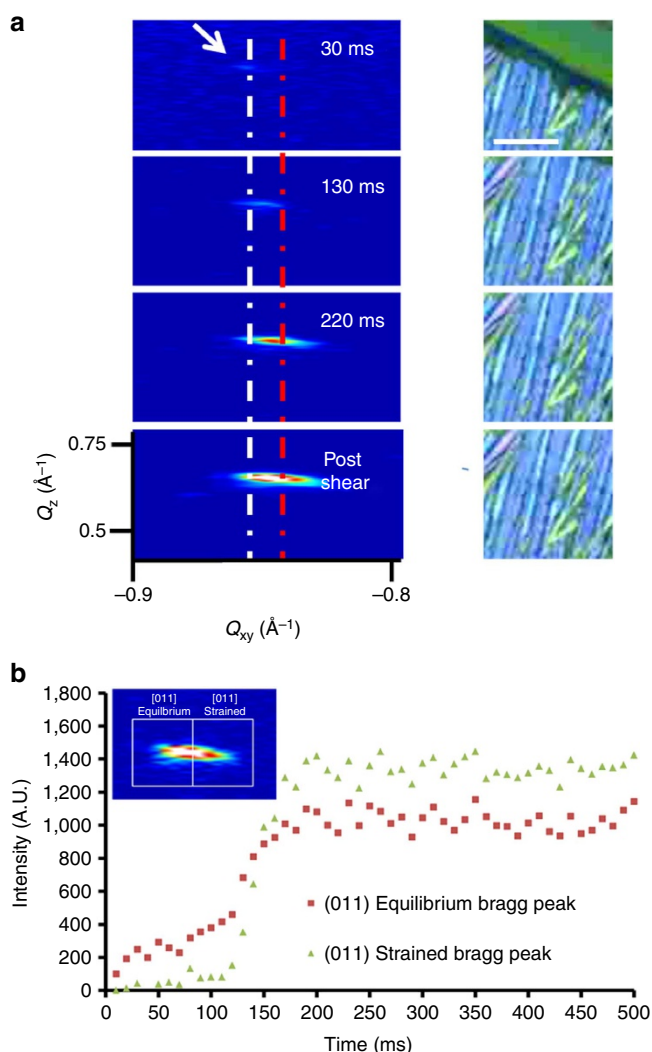 a
30 ms
130 ms
220 ms
Post
shear
0.75
0.5
Qz (Å−1)
−0.9
−0.8
Qxy (Å−1)
b
1,800
1,600
1,400
1,200
1,000
800
600
400
200
0
Intensity (A.U.)
[011]
Equilbrium
[011]
Strained
(011) Equilibrium bragg peak
(011) Strained bragg peak
0
50
100
150
200
250
300
350
400
450
500
Time (ms)